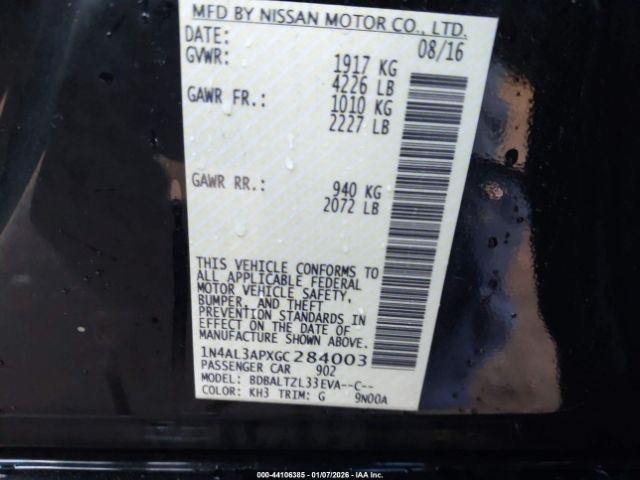 MFD BY NISSAN MOTOR CO., LTD.
DATE: 08/16
GVWR: 1917 KG
4226 LB
GAWR FR.: 1010 KG
2227 LB
GAWR RR.: 940 KG
2072 LB
THIS VEHICLE CONFORMS TO
ALL APPLICABLE FEDERAL
MOTOR VEHICLE SAFETY,
BUMPER, AND THEFT
PREVENTION STANDARDS IN
EFFECT ON THE DATE OF
MANUFACTURE SHOWN ABOVE.
1N4AL3APXGC284003
PASSENGER CAR 902
MODEL: BDBALTZL33EVA--C--
COLOR: KH3 TRIM: G 9N00A
000-44106385 - 01/07/2026 - IAA Inc.